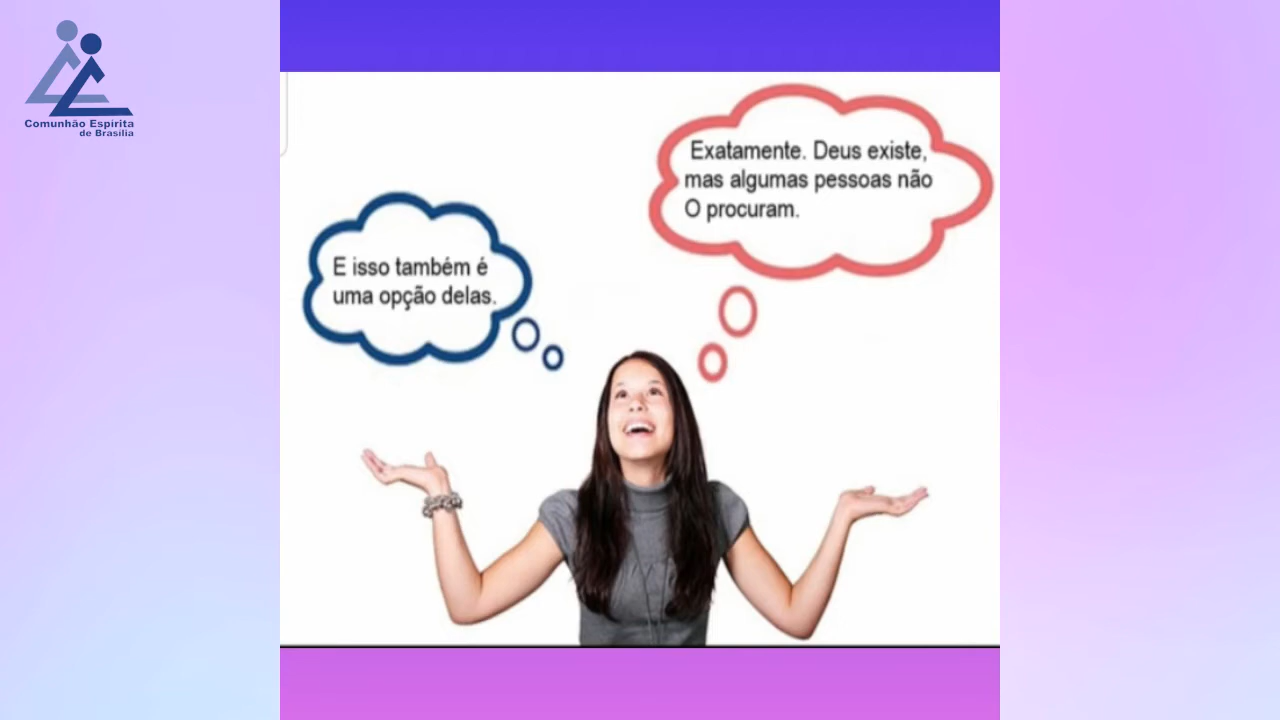 Comunhão Espírita
de Brasília
Exatamente. Deus existe,
mas algumas pessoas não
O procuram.
E isso também é
uma opção delas.